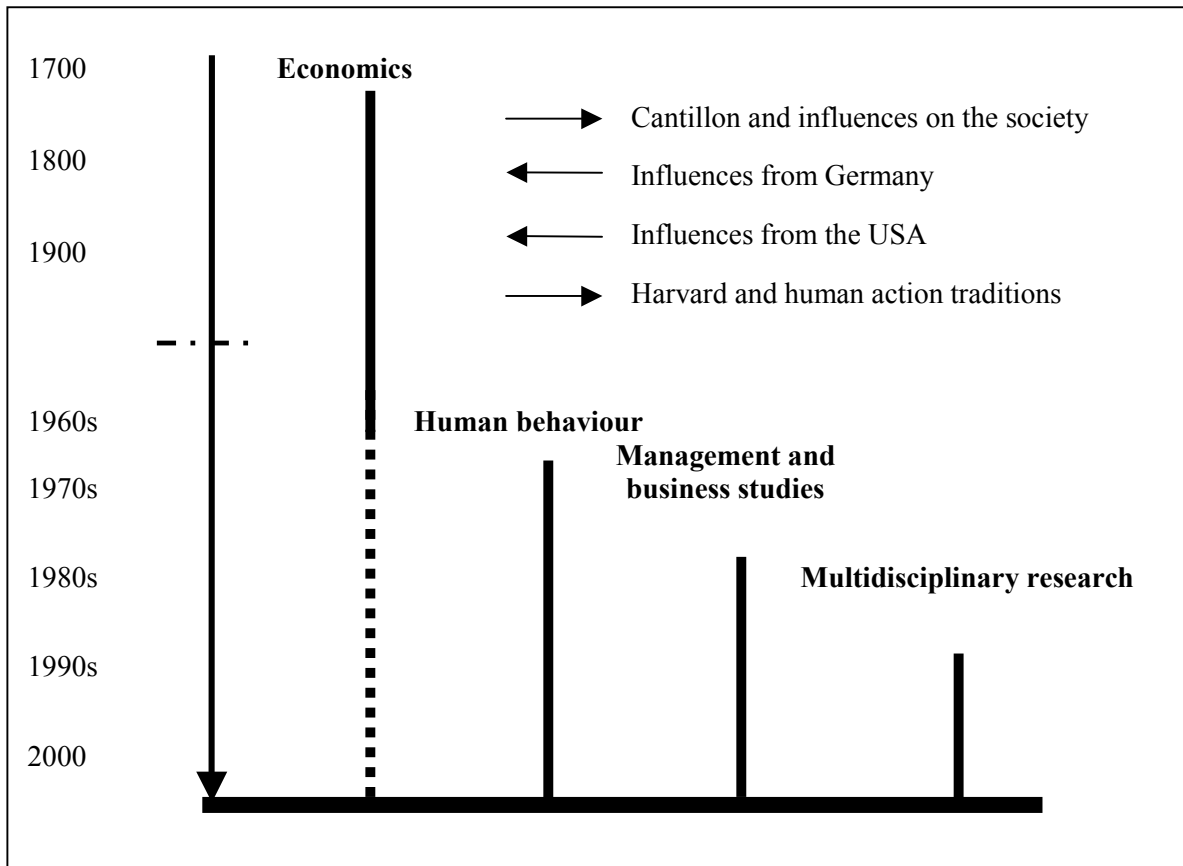 1700
Economics
Cantillon and influences on the society
1800
Influences from Germany
Influences from the USA
1900
Harvard and human action traditions
1960s
Human behaviour
Management and
business studies
1970s
1980s
Multidisciplinary research
1990s
2000